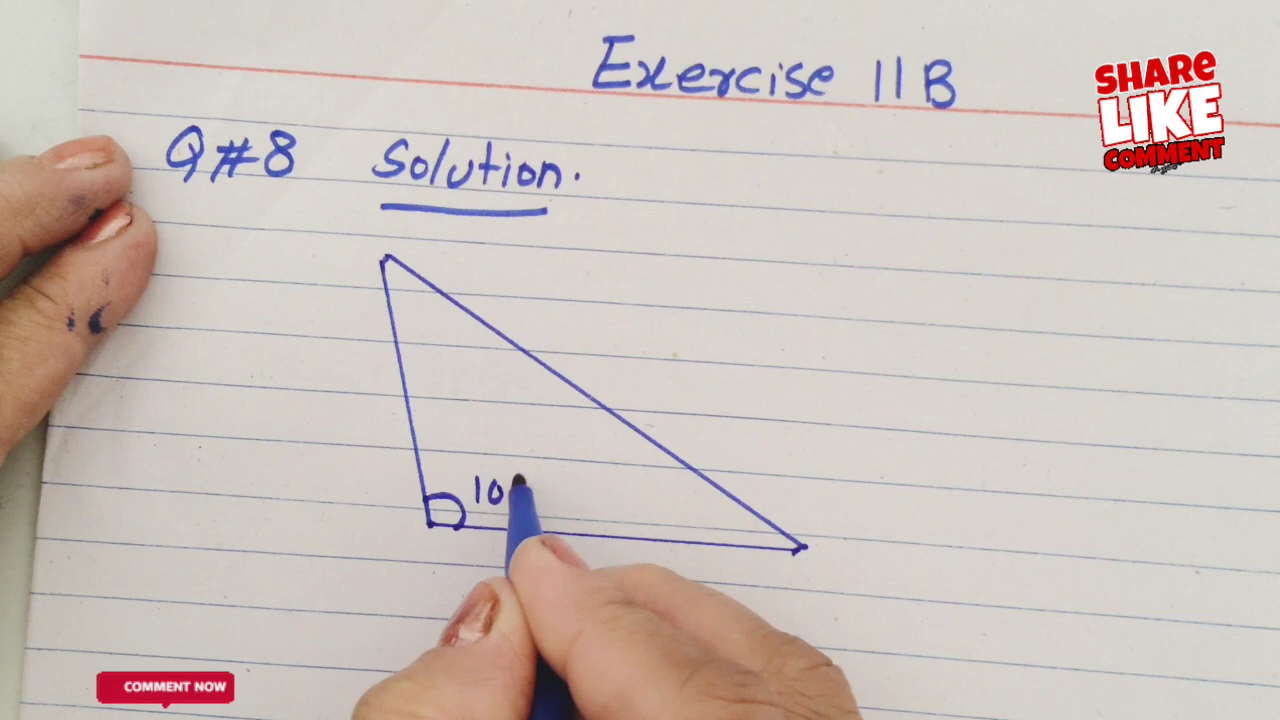 Exercise 11B
SHARE
LIKE
COMMENT
Q#8 Solution.
10
COMMENT NOW